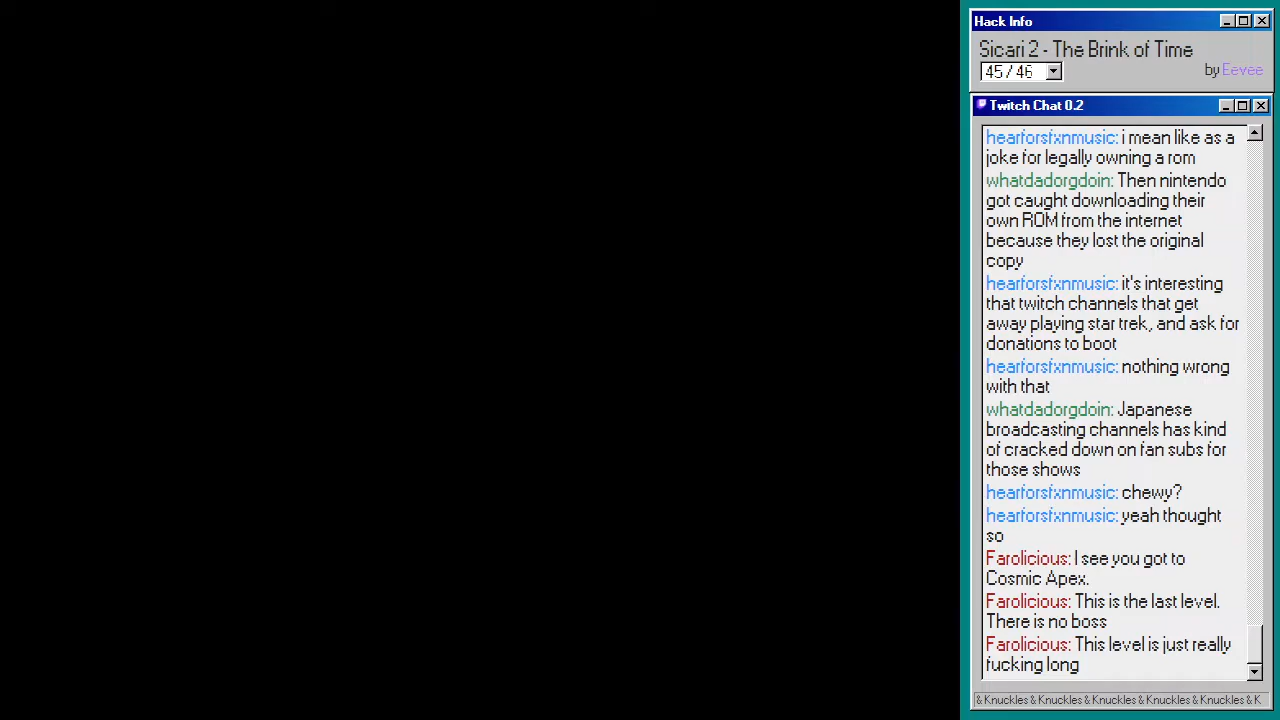 Hack Info
Sicari 2 - The Brink of Time
45 / 46
by Eevee
Twitch Chat 0.2
hearforsfxnmusic: i mean like as a
joke for legally owning a rom
whatdadorgdoin: Then nintendo
got caught downloading their
own ROM from the internet
because they lost the original
copy
hearforsfxnmusic: it's interesting
that twitch channels that get
away playing star trek, and ask for
donations to boot
hearforsfxnmusic: nothing wrong
with that
whatdadorgdoin: Japanese
broadcasting channels has kind
of cracked down on fan subs for
those shows
hearforsfxnmusic: chewy?
hearforsfxnmusic: yeah thought
so
Farolicious: I see you got to
Cosmic Apex.
Farolicious: This is the last level.
There is no boss
Farolicious: This level is just really
fucking long
& Knuckles & Knuckles & Knuckles & Knuckles & Knuckles & K